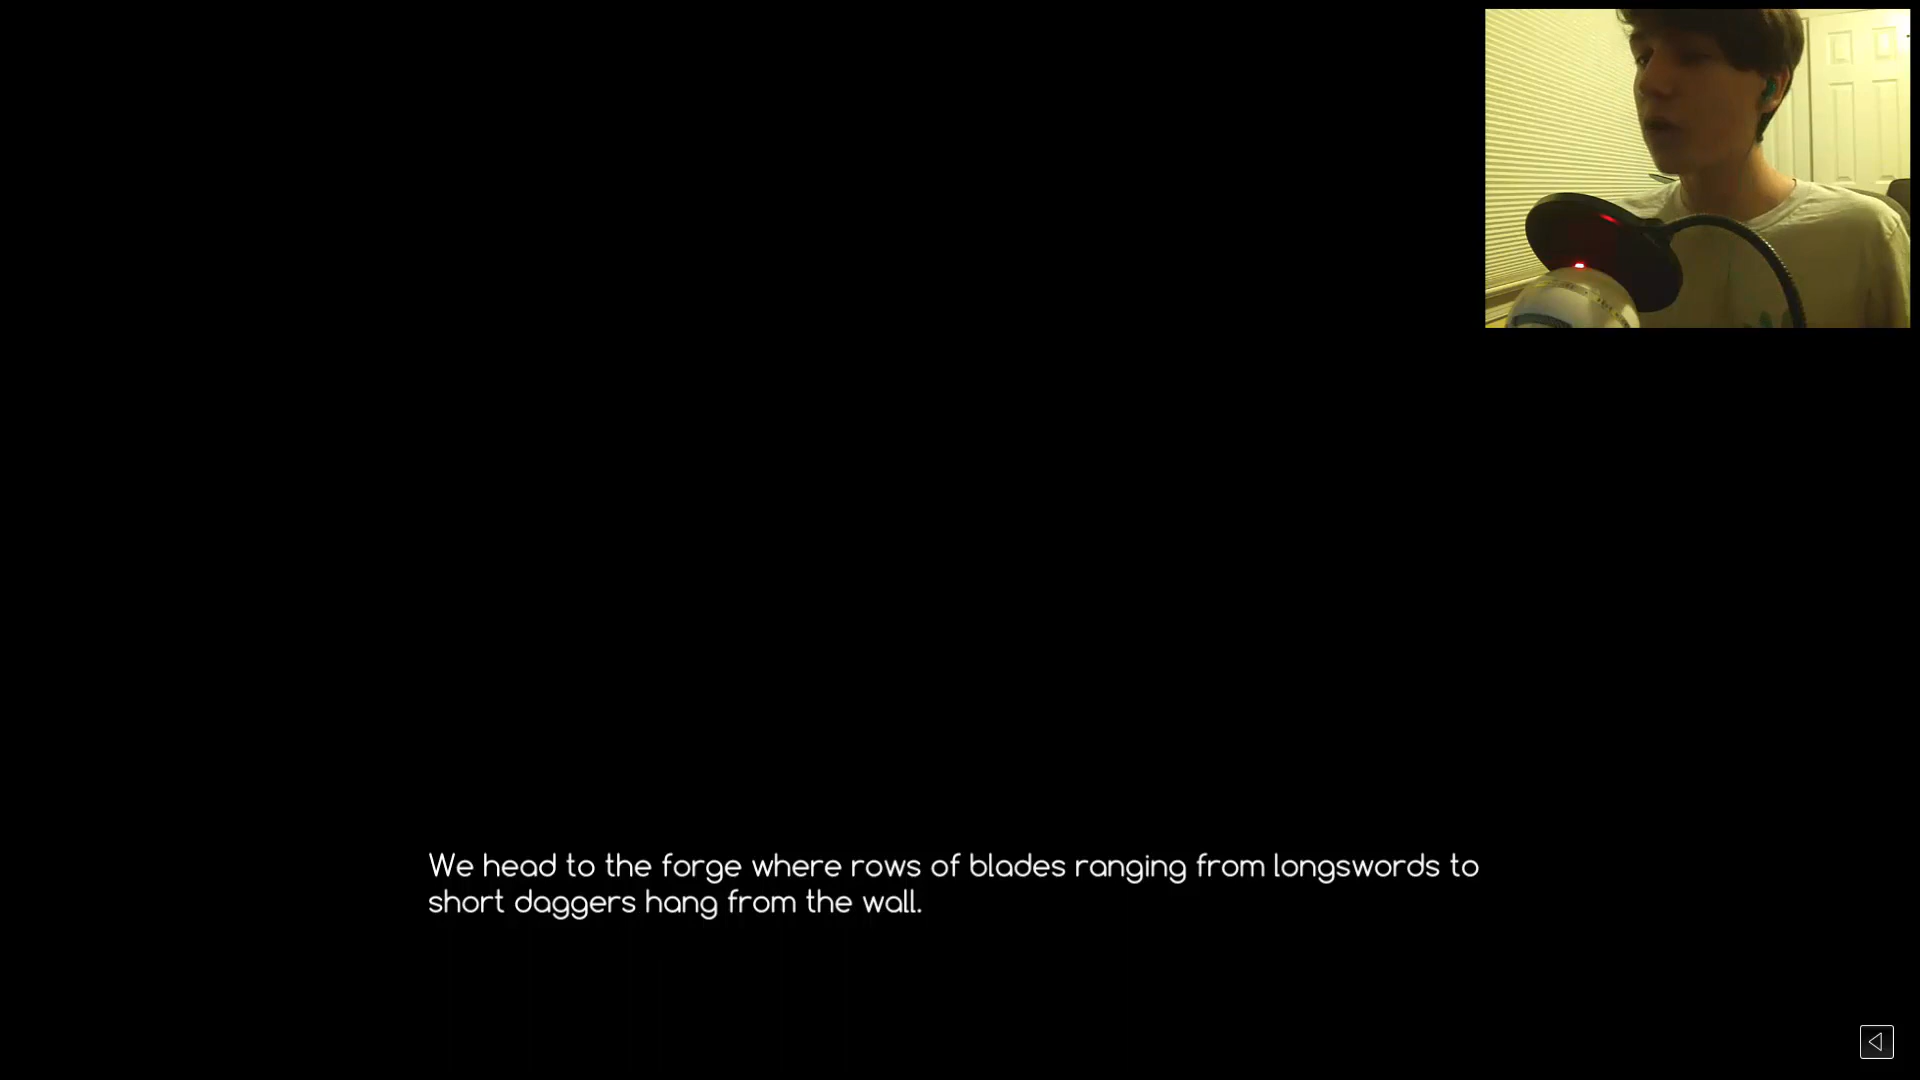 We head to the forge where rows of blades ranging from longswords to
short daggers hang from the wall.